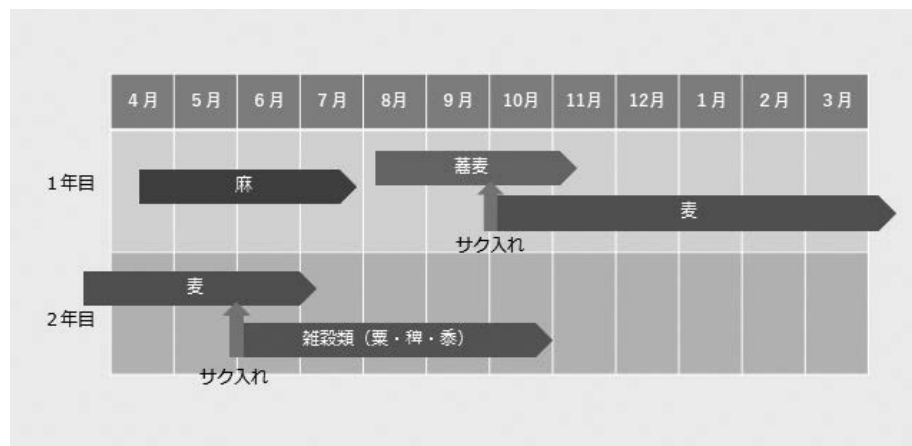 4月 5月 6月 7月 8月 9月 10月 11月 12月 1月 2月 3月
1年目
蕎麦
麻
麦
サク入れ
2年目
麦
雑穀類（粟・稗・黍）
サク入れ